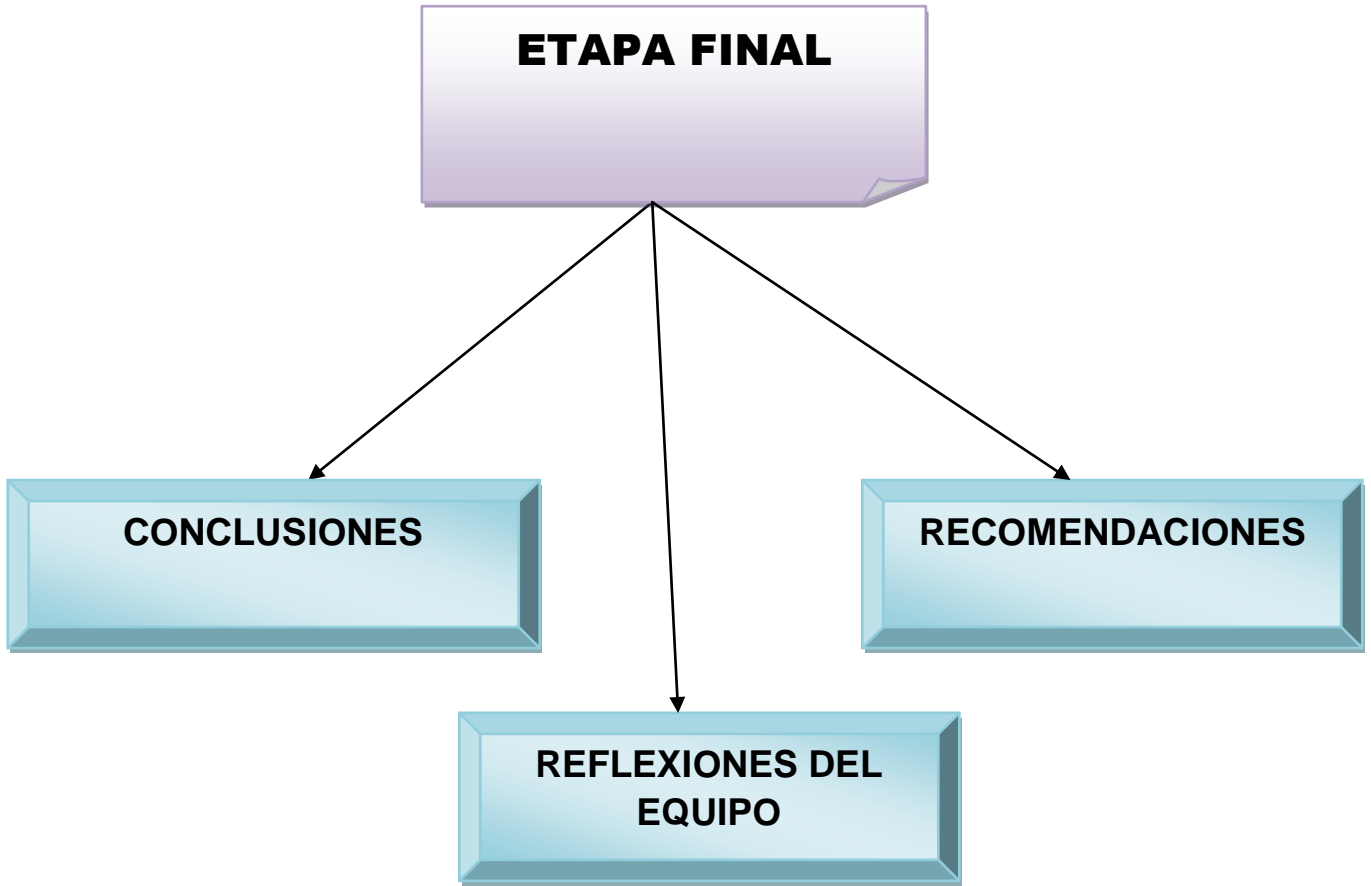 ETAPA FINAL
CONCLUSIONES
RECOMENDACIONES
REFLEXIONES DEL
EQUIPO